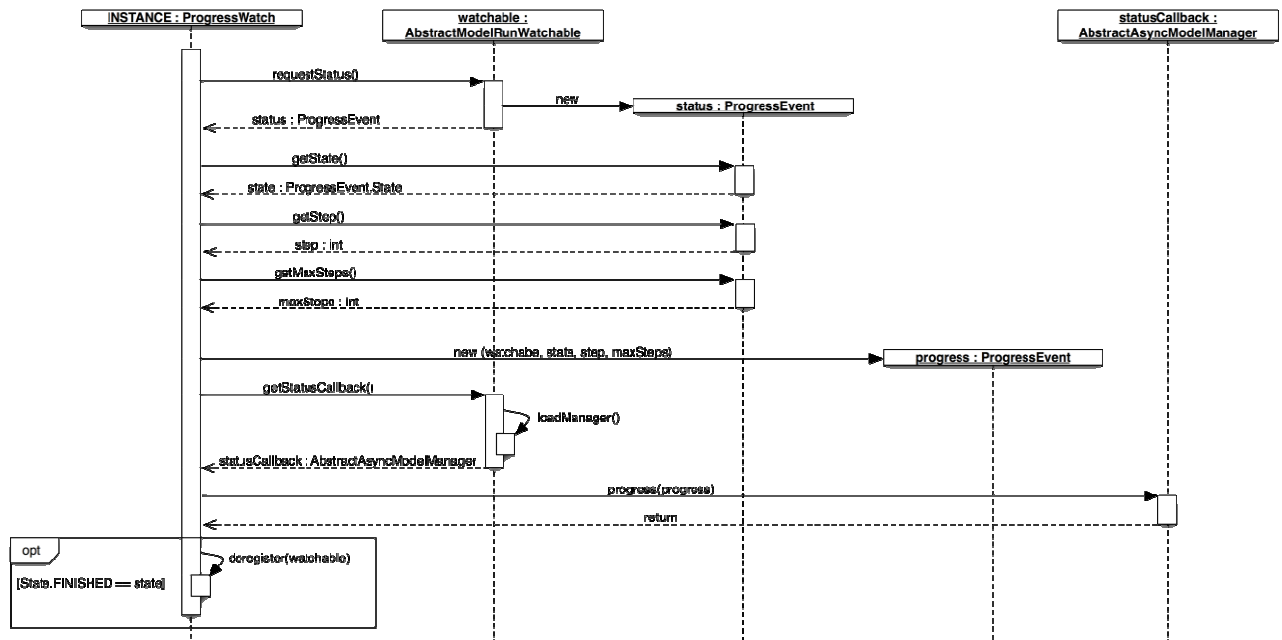 INSTANCE : ProgressWatch
watchable :
AbstractModelRunWatchable
statusCallback :
AbstractAsyncModelManager
requestStatus()
new
status : ProgressEvent
status : ProgressEvent
getState()
state : ProgressEvent.State
getStep()
step : int
getMaxSteps()
maxSteps : int
new (watchabe, state, step, maxSteps)
progress : ProgressEvent
getStatusCallback()
loadManager()
statusCallback : AbstractAsyncModelManager
progress(progress)
return
opt
deregister(watchable)
[State.FINISHED == state]